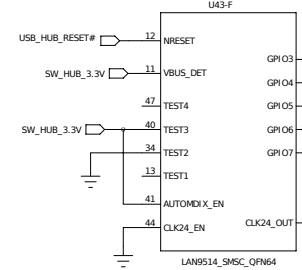 U43-F
USB_HUB_RESET# 12 NRESET
GPIO3
SW_HUB_3.3V 11 VBUS_DET
GPIO4
47 TEST4 GPIO5
SW_HUB_3.3V 40 TEST3 GPIO6
34 TEST2 GPIO7
13 TEST1
41 AUTOMDIX_EN
44 CLK24_EN CLK24_OUT
LAN9514_SMSC_QFN64